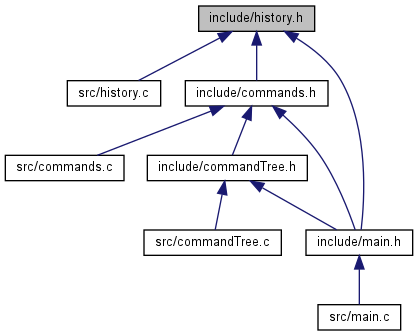 include/history.h
src/history.c
include/commands.h
src/commands.c
include/commandTree.h
src/commandTree.c
include/main.h
src/main.c